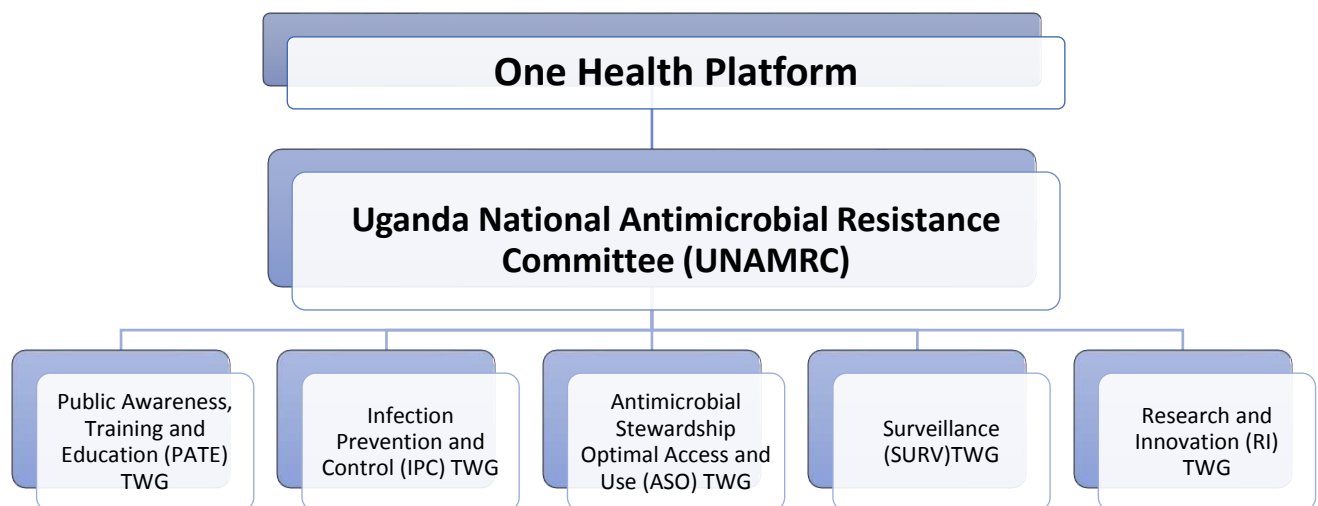 One Health Platform
Uganda National Antimicrobial Resistance
Committee (UNAMRC)
Public Awareness,
Training and
Education (PATE)
TWG
Infection
Prevention and
Control (IPC) TWG
Antimicrobial
Stewardship
Optimal Access and
Use (ASO) TWG
Surveillance
(SURV)TWG
Research and
Innovation (RI)
TWG